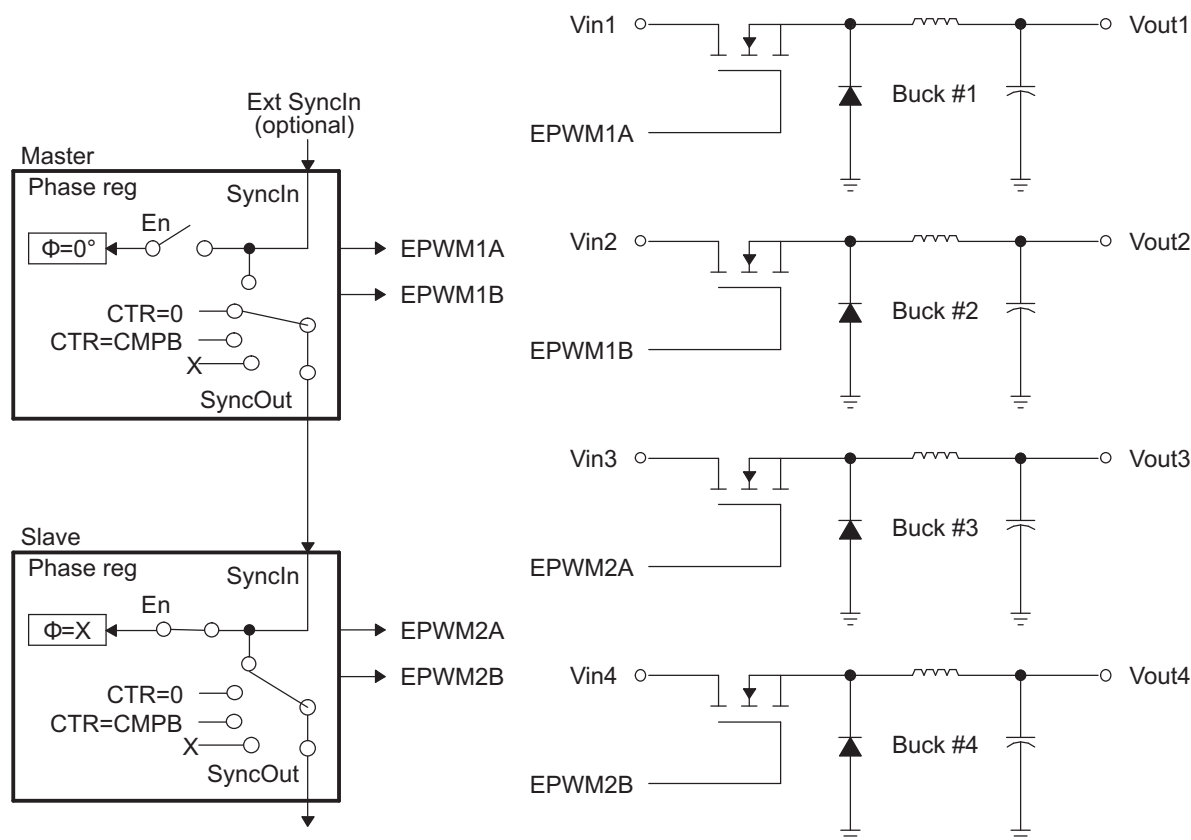 Ext SyncIn
(optional)
Master
Phase reg
SyncIn
En
Φ=0°
EPWM1A
EPWM1B
CTR=0
CTR=CMPB
X
SyncOut
Slave
Phase reg
SyncIn
En
Φ=X
EPWM2A
EPWM2B
CTR=0
CTR=CMPB
X
SyncOut
Vin1
Vout1
Buck #1
EPWM1A
Vin2
Vout2
Buck #2
EPWM1B
Vin3
Vout3
Buck #3
EPWM2A
Vin4
Vout4
Buck #4
EPWM2B